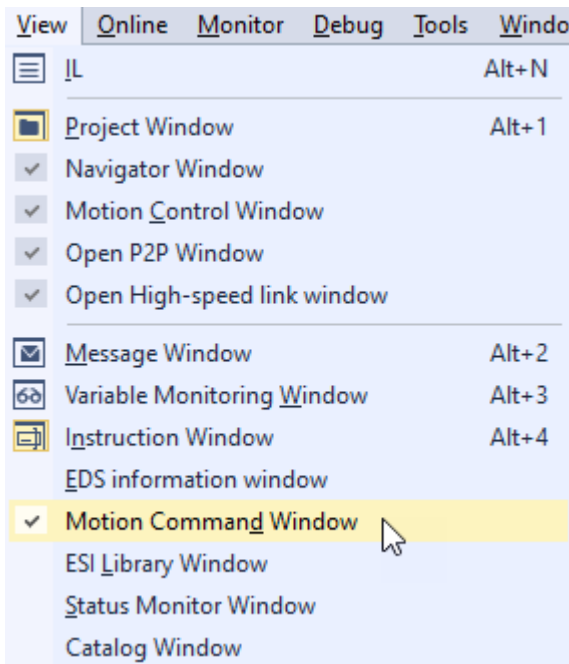 View Online Monitor Debug Tools Windo
IL Alt+N
Project Window Alt+1
Navigator Window
Motion Control Window
Open P2P Window
Open High-speed link window
Message Window Alt+2
Variable Monitoring Window Alt+3
Instruction Window Alt+4
EDS information window
Motion Command Window
ESI Library Window
Status Monitor Window
Catalog Window